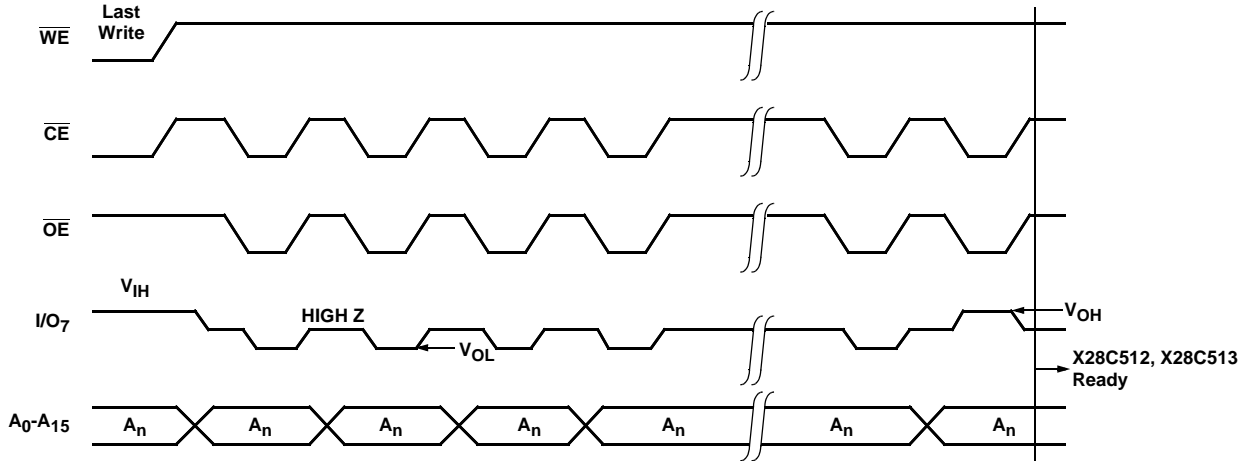 Last
Write
WE
CE
OE
VIH
I/O7
HIGH Z
VOL
VOH
X28C512, X28C513
Ready
A0-A15
An An An An An An An